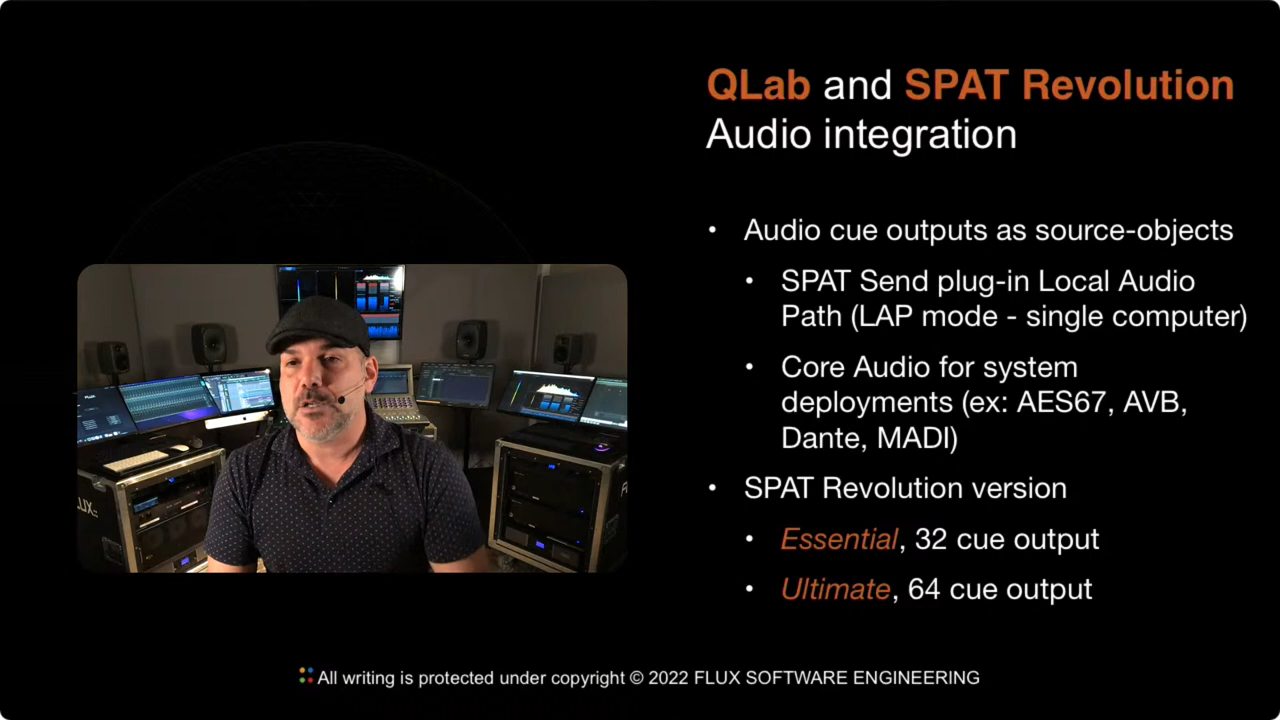 QLab and SPAT Revolution
Audio integration
• Audio cue outputs as source-objects
• SPAT Send plug-in Local Audio
Path (LAP mode - single computer)
• Core Audio for system
deployments (ex: AES67, AVB,
Dante, MADI)
• SPAT Revolution version
• Essential, 32 cue output
• Ultimate, 64 cue output
All writing is protected under copyright © 2022 FLUX SOFTWARE ENGINEERING